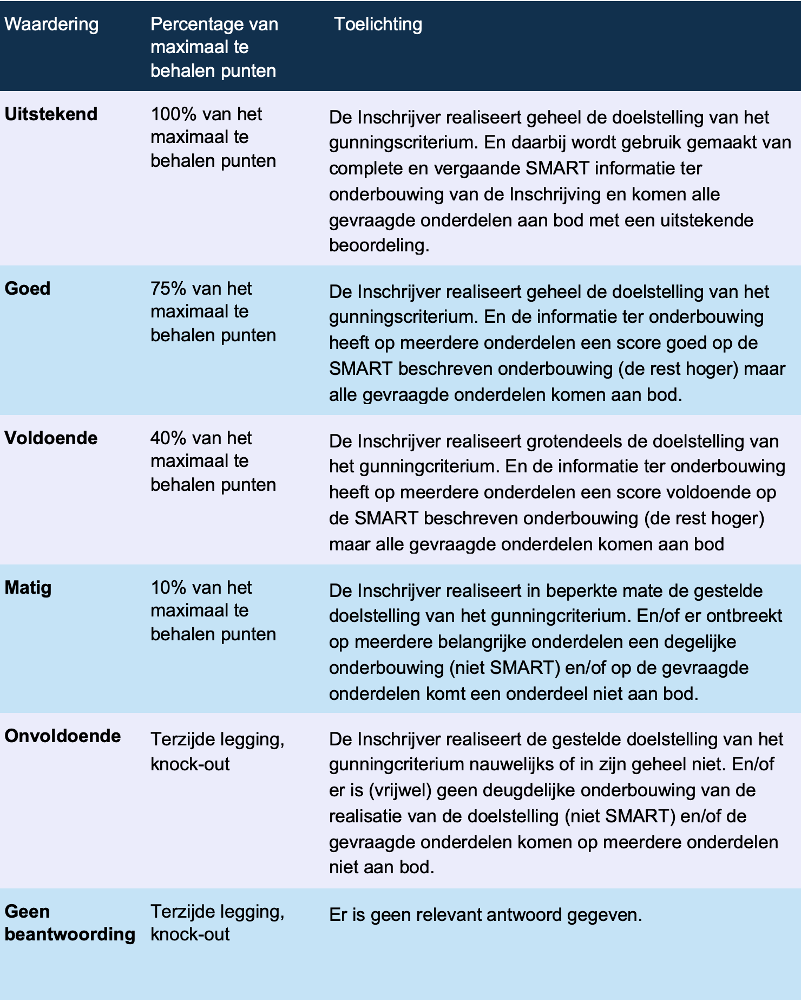 Waardering
Percentage van
maximaal te
behalen punten
Toelichting
Uitstekend
100% van het
maximaal te
behalen punten
De Inschrijver realiseert geheel de doelstelling van het
gunningscriterium. En daarbij wordt gebruik gemaakt van
complete en vergaande SMART informatie ter
onderbouwing van de Inschrijving en komen alle
gevraagde onderdelen aan bod met een uitstekende
beoordeling.
Goed
75% van het
maximaal te
behalen punten
De Inschrijver realiseert geheel de doelstelling van het
gunningscriterium. En de informatie ter onderbouwing
heeft op meerdere onderdelen een score goed op de
SMART beschreven onderbouwing (de rest hoger) maar
alle gevraagde onderdelen komen aan bod.
Voldoende
40% van het
maximaal te
behalen punten
De Inschrijver realiseert grotendeels de doelstelling van
het gunningcriterium. En de informatie ter onderbouwing
heeft op meerdere onderdelen een score voldoende op
de SMART beschreven onderbouwing (de rest hoger)
maar alle gevraagde onderdelen komen aan bod
Matig
10% van het
maximaal te
behalen punten
De Inschrijver realiseert in beperkte mate de gestelde
doelstelling van het gunningcriterium. En/of er ontbreekt
op meerdere belangrijke onderdelen een degelijke
onderbouwing (niet SMART) en/of op de gevraagde
onderdelen komt een onderdeel niet aan bod.
Onvoldoende
Terzijde legging,
knock-out
De Inschrijver realiseert de gestelde doelstelling van het
gunningcriterium nauwelijks of in zijn geheel niet. En/of
er is (vrijwel) geen deugdelijke onderbouwing van de
realisatie van de doelstelling (niet SMART) en/of de
gevraagde onderdelen komen op meerdere onderdelen
niet aan bod.
Geen
beantwoording
Terzijde legging,
knock-out
Er is geen relevant antwoord gegeven.